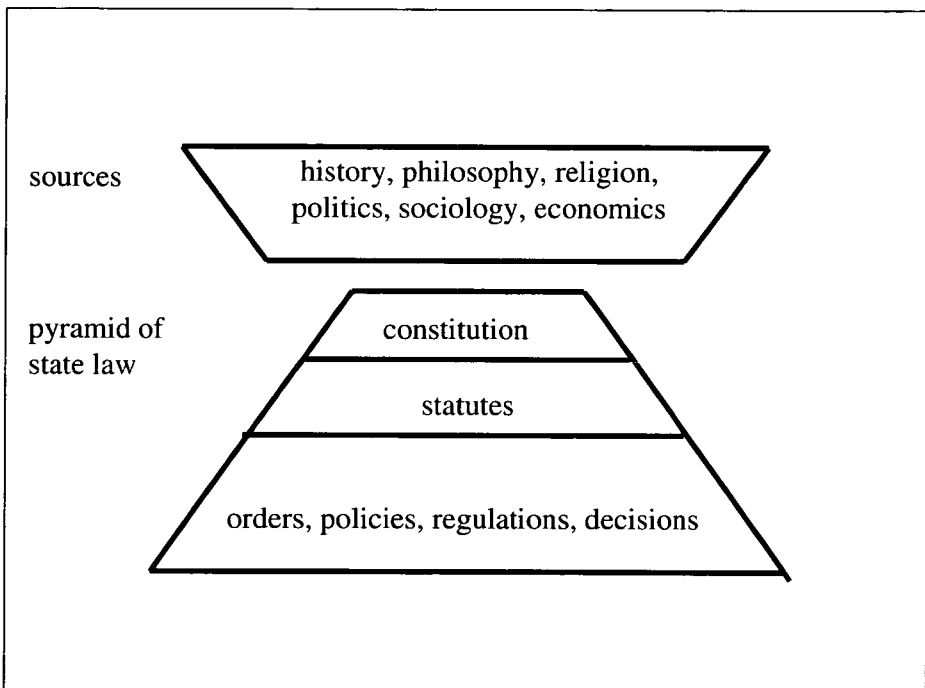 sources
history, philosophy, religion,
politics, sociology, economics
pyramid of
state law
constitution
statutes
orders, policies, regulations, decisions